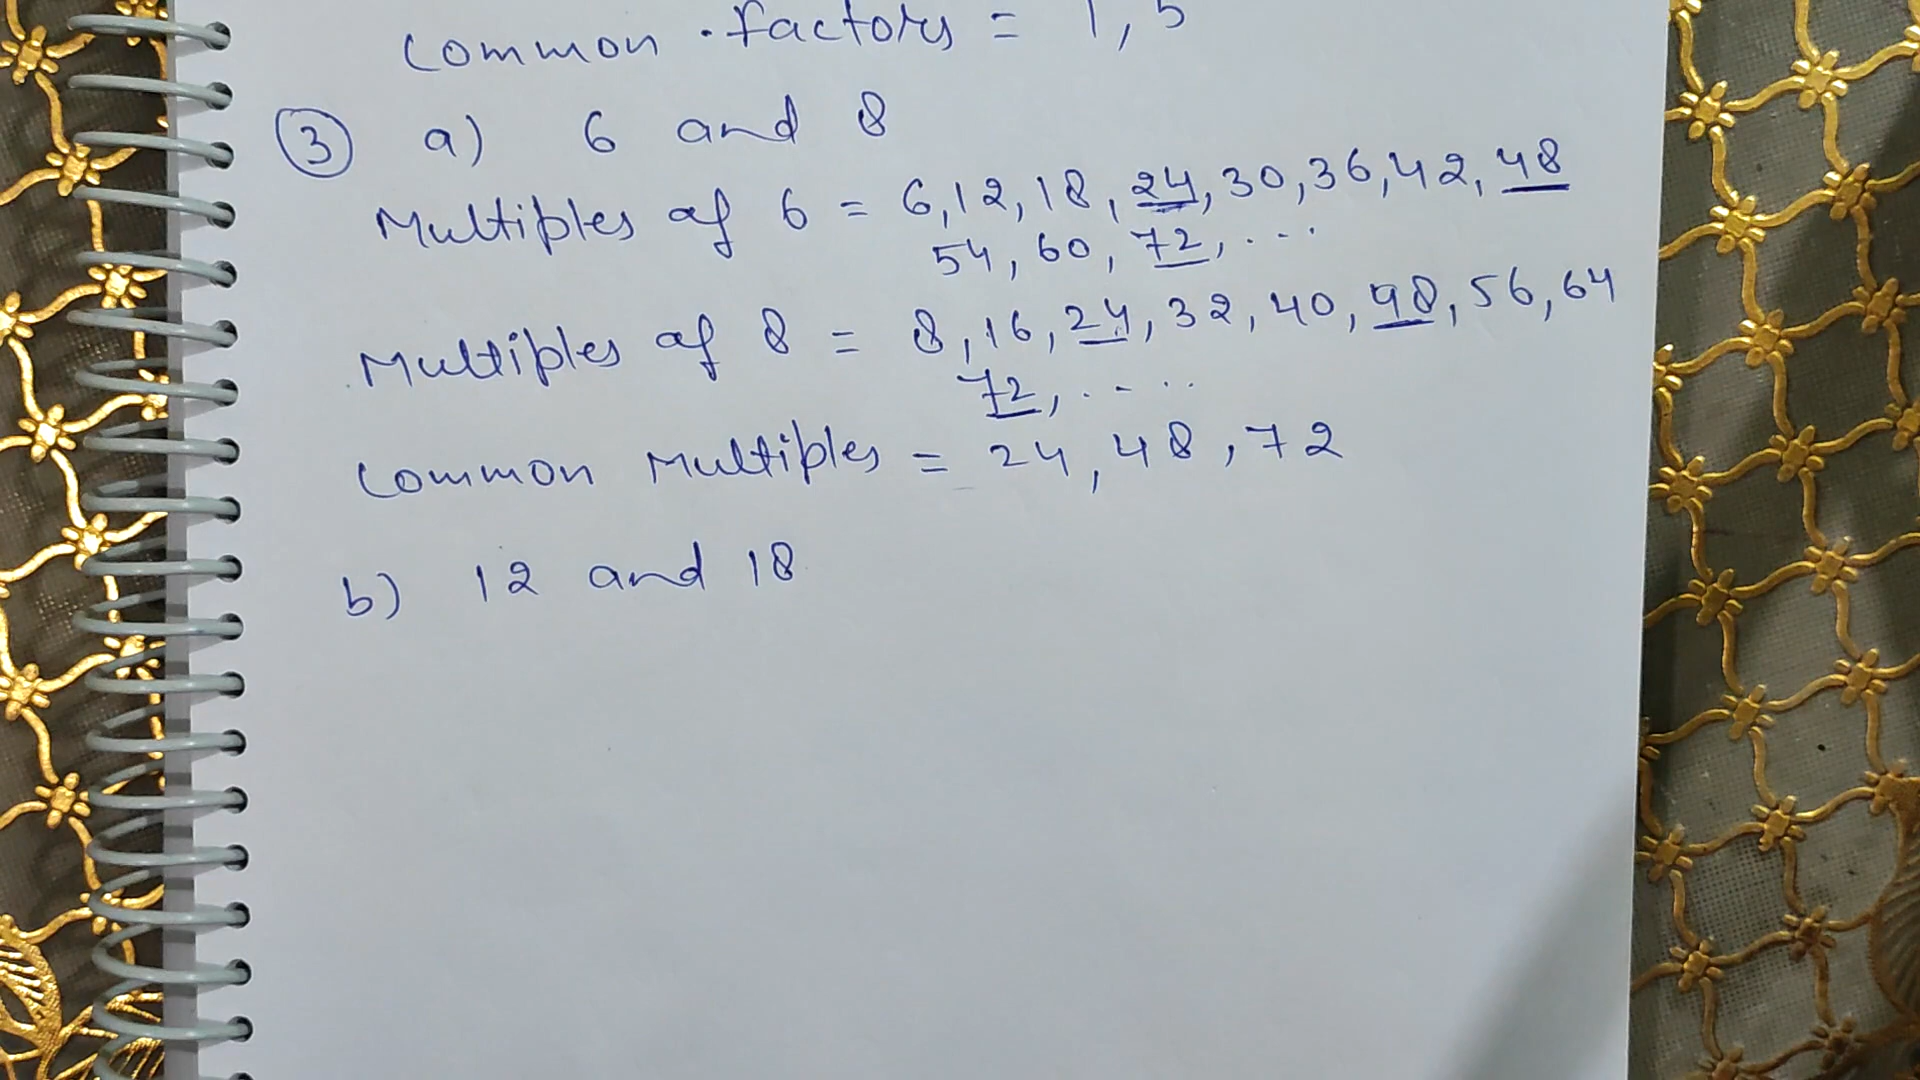 common factors = 1, 5
③ a) 6 and 8
Multiples of 6 = 6, 12, 18, 24, 30, 36, 42, 48
54, 60, 72, ....
Multiples of 8 = 8, 16, 24, 32, 40, 48, 56, 64
72, .....
common Multiples = 24, 48, 72
b) 12 and 18